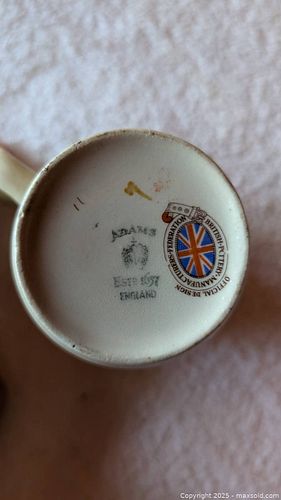 ADAMS
ESTD 1657
ENGLAND
BRITISH POTTERY MANUFACTURERS FEDERATION
OFFICIAL DESIGN
Copyright 2025 - maxsold.com